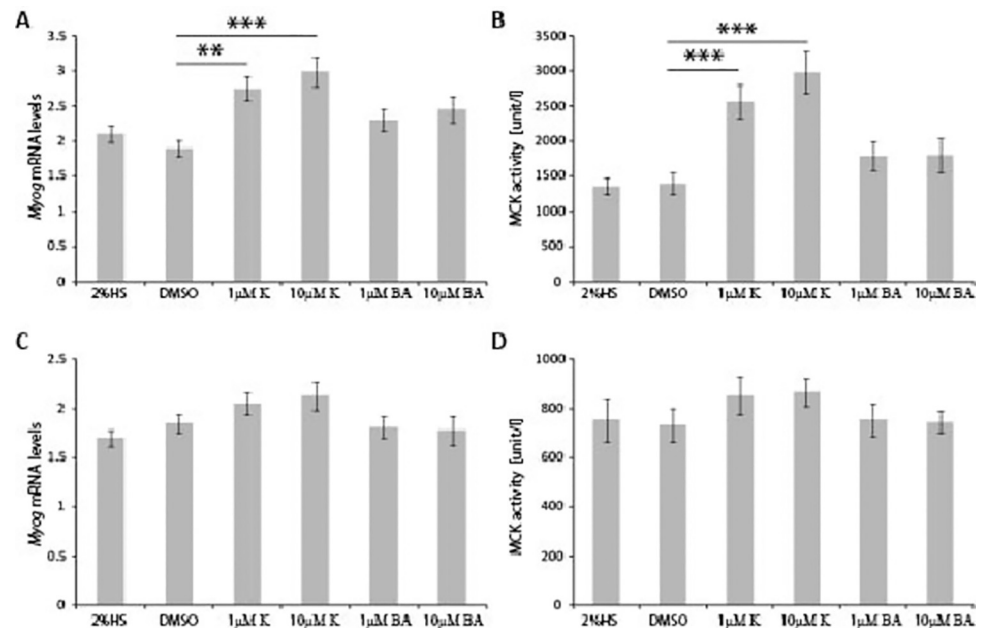 A
***
**
Myog mRNA levels
3.5
3
2.5
2
1.5
1
0.5
0
2%HS DMSO 1μM K 10μM K 1μM BA 10μM BA
B
***
***
MCK activity [unit/l]
3500
3000
2500
2000
1500
1000
500
0
2%HS DMSO 1μM K 10μM K 1μM BA 10μM BA
C
Myog mRNA levels
2.5
2
1.5
1
0.5
0
2%HS DMSO 1μM K 10μM K 1μM BA 10μM BA
D
MCK activity [unit/l]
1000
800
600
400
200
0
2%HS DMSO 1μM K 10μM K 1μM BA 10μM BA